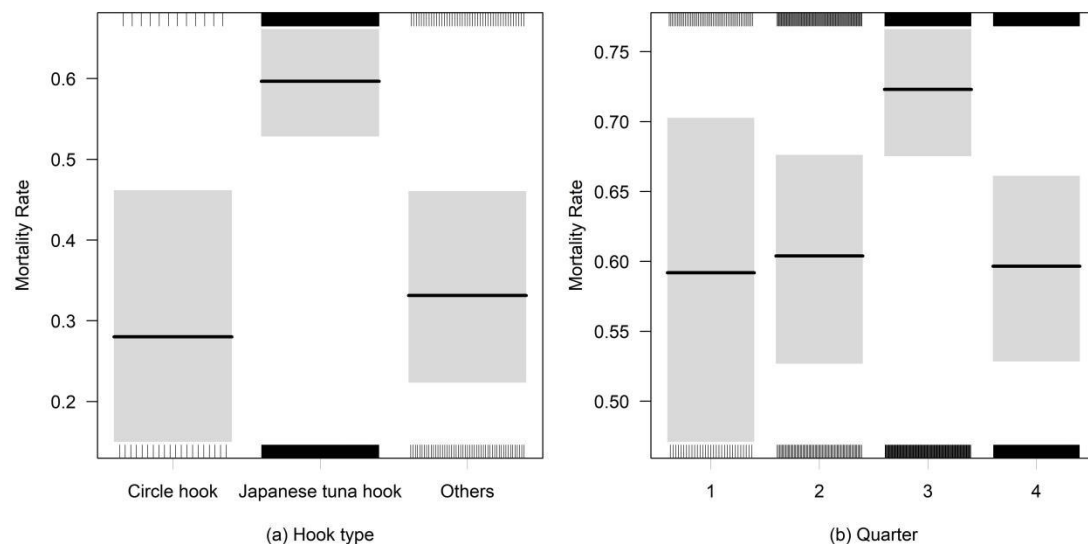 Mortality Rate
0.6
0.5
0.4
0.3
0.2
Circle hook Japanese tuna hook Others
(a) Hook type
Mortality Rate
0.75
0.70
0.65
0.60
0.55
0.50
1 2 3 4
(b) Quarter